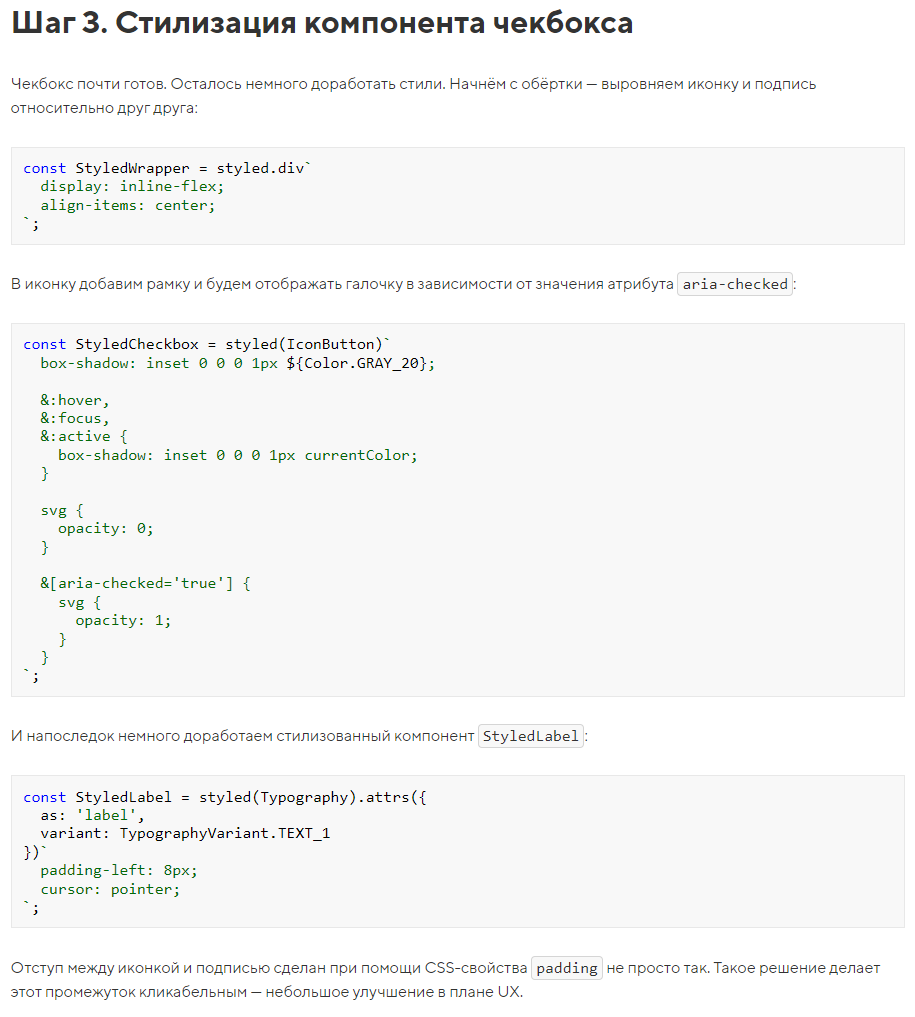 Шаг 3. Стилизация компонента чекбокса
Чекбокс почти готов. Осталось немного доработать стили. Начнём с обёртки — выровняем иконку и подпись
относительно друг друга:
const StyledWrapper = styled.div`
  display: inline-flex;
  align-items: center;
`;
В иконку добавим рамку и будем отображать галочку в зависимости от значения атрибута aria-checked:
const StyledCheckbox = styled(IconButton)`
  box-shadow: inset 0 0 0 1px ${Color.GRAY_20};
  &:hover,
  &:focus,
  &:active {
    box-shadow: inset 0 0 0 1px currentColor;
  }
  svg {
    opacity: 0;
  }
  &[aria-checked='true'] {
    svg {
      opacity: 1;
    }
  }
`;
И напоследок немного доработаем стилизованный компонент StyledLabel:
const StyledLabel = styled(Typography).attrs({
  as: 'label',
  variant: TypographyVariant.TEXT_1
})`
  padding-left: 8px;
  cursor: pointer;
`;
Отступ между иконкой и подписью сделан при помощи CSS-свойства padding не просто так. Такое решение делает
этот промежуток кликабельным — небольшое улучшение в плане UX.